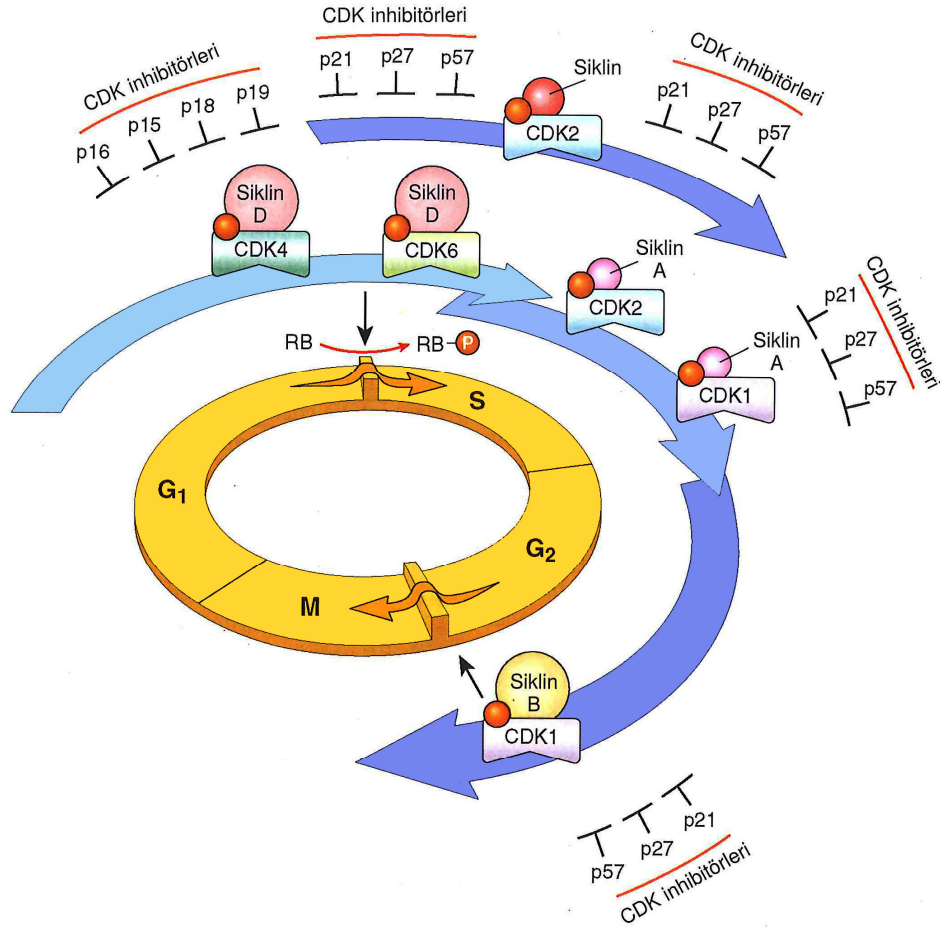 CDK inhibitörleri
p16
p15
p18
p19
CDK inhibitörleri
p21
p27
p57
Siklin
CDK2
CDK inhibitörleri
p21
p27
p57
Siklin
D
CDK4
Siklin
D
CDK6
Siklin
A
CDK2
Siklin
A
CDK1
CDK inhibitörleri
p21
p27
p57
RB
RB
P
S
G1
G2
M
Siklin
B
CDK1
p57
p27
p21
CDK inhibitörleri